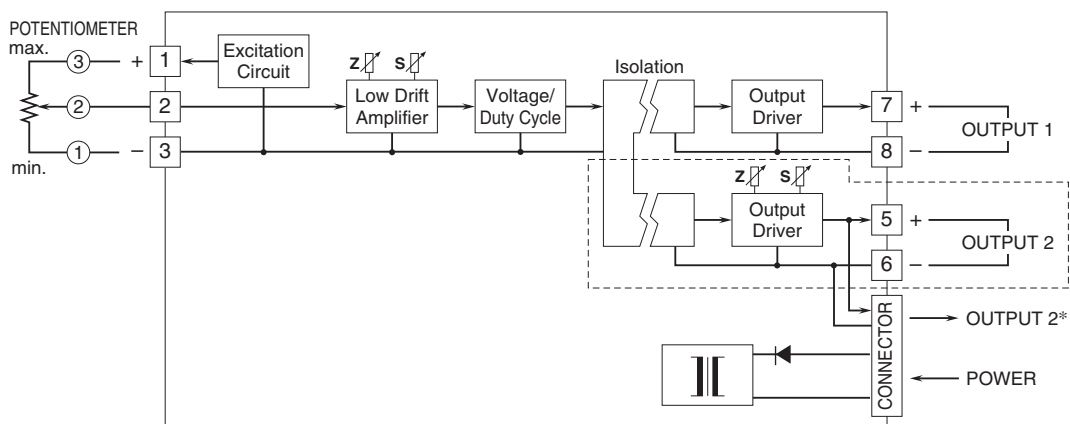 POTENTIOMETER
max.
3
+
1
Excitation
Circuit
Z
S
Isolation
2
2
Low Drift
Amplifier
Voltage/
Duty Cycle
Output
Driver
7
+
OUTPUT 1
1
−
3
min.
8
−
Z
S
Output
Driver
5
+
OUTPUT 2
6
−
CONNECTOR
OUTPUT 2*
POWER